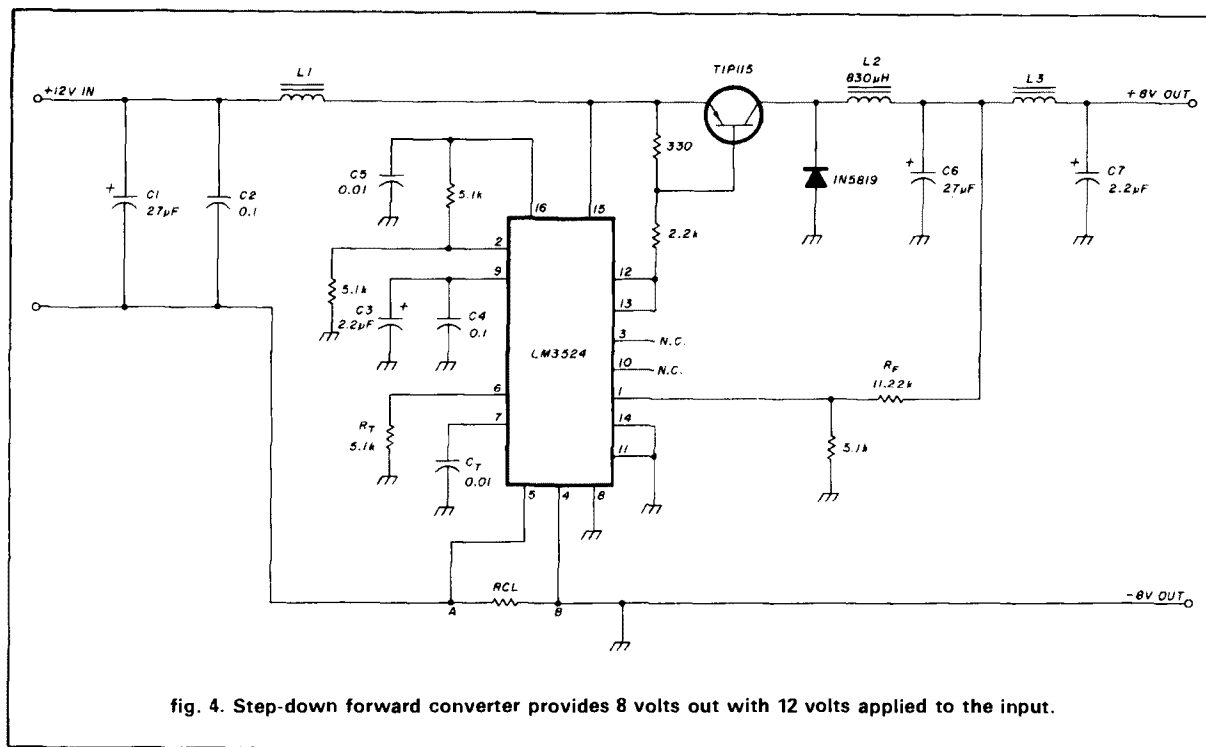 +12V IN
L1
TIP115
L2
830µH
L3
+8V OUT
C1
27µF
C2
0.1
C5
0.01
5.1k
330
1N5819
C6
27µF
C7
2.2µF
16
15
2.2k
2
5.1k
9
12
C3
2.2µF
C4
0.1
13
LM3524
3
N.C.
10
N.C.
6
1
RF
11.22k
RT
5.1k
7
14
CT
0.01
11
5.1k
5
4
8
A
RCL
B
-8V OUT
fig. 4. Step-down forward converter provides 8 volts out with 12 volts applied to the input.